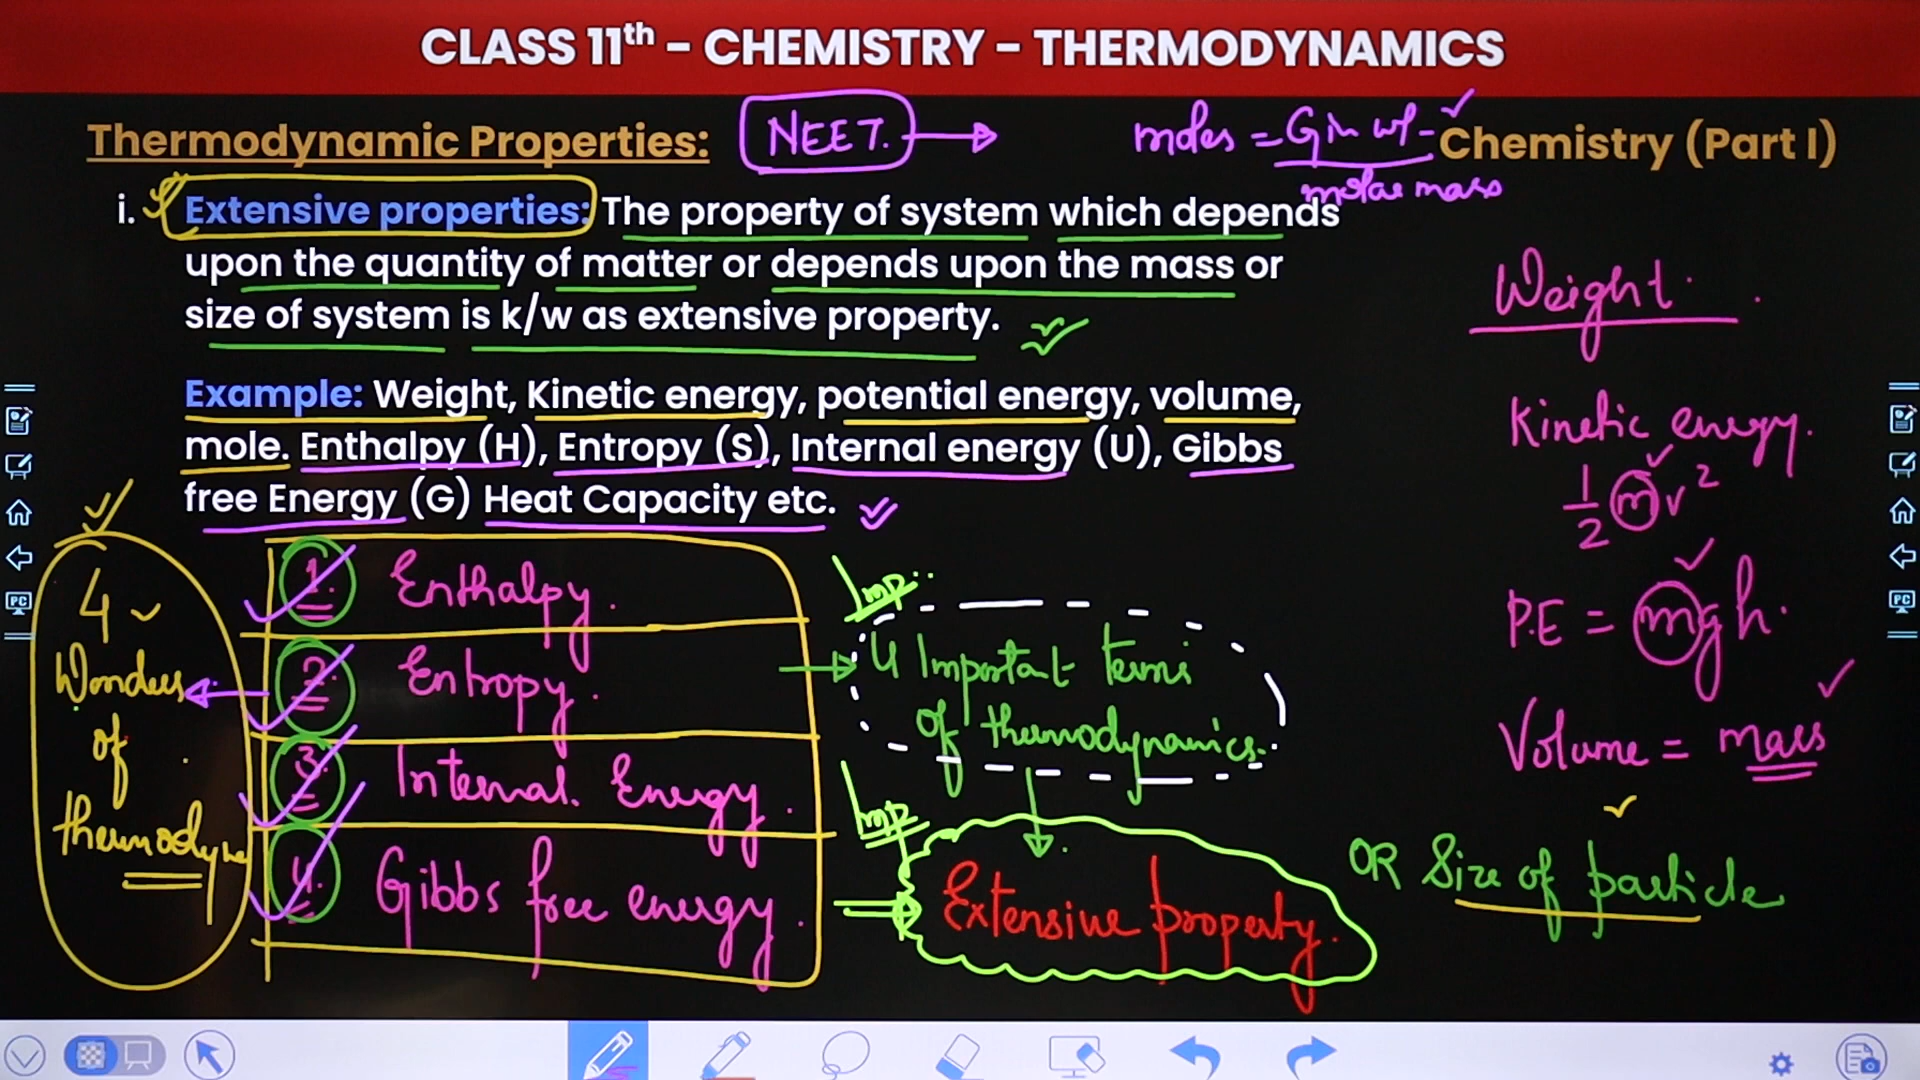 CLASS 11th - CHEMISTRY - THERMODYNAMICS
Thermodynamic Properties:
NEET.
moles = Gin wt
molar mass
Chemistry (Part I)
i. Extensive properties: The property of system which depends
upon the quantity of matter or depends upon the mass or
size of system is k/w as extensive property.
Example: Weight, Kinetic energy, potential energy, volume,
mole. Enthalpy (H), Entropy (S), Internal energy (U), Gibbs
free Energy (G) Heat Capacity etc.
Weight.
Kinetic energy.
1/2 mv²
P.E = mgh.
Volume = mass
OR Size of particle
4
Wonders
of
thermodyne
1. Enthalpy.
2. Entropy.
3. Internal. Energy.
4. Gibbs free energy.
Imp:
4 Important terms
of thermodynamics.
Imp
Extensive property.
PC
PC